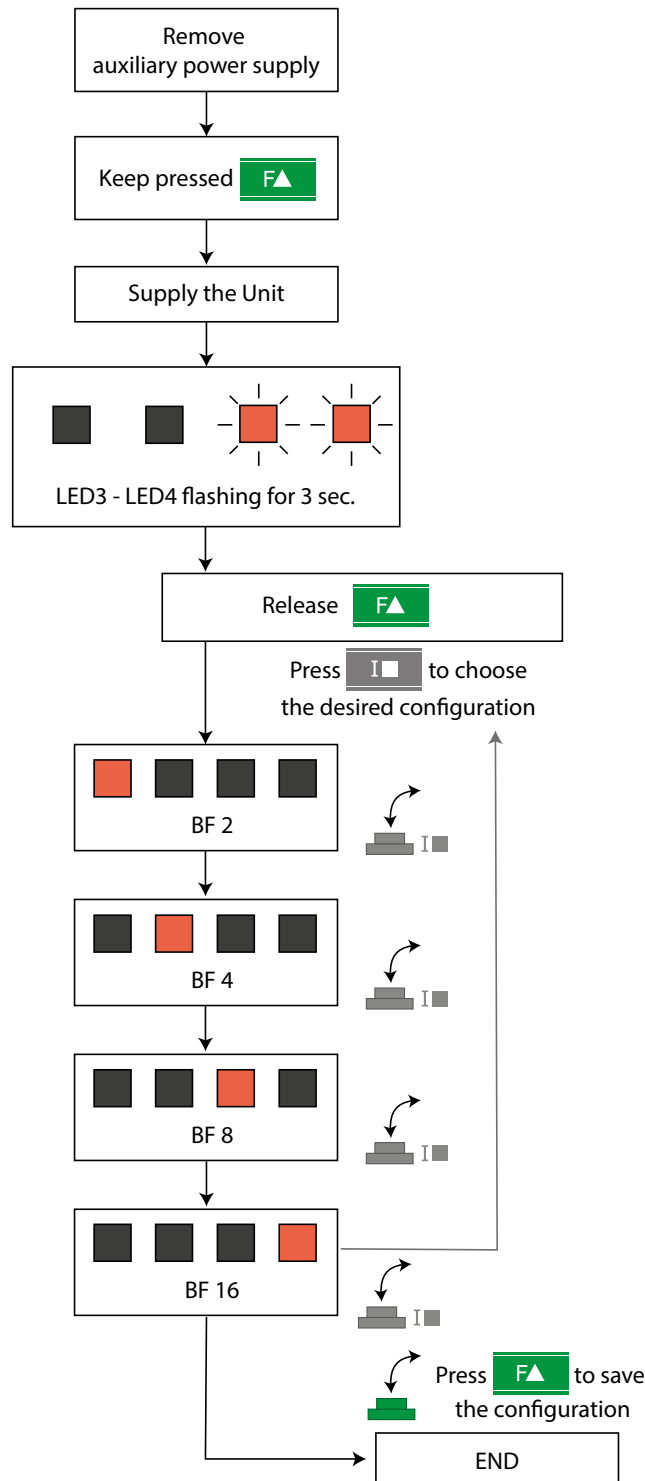 Remove
auxiliary power supply
Keep pressed F▲
Supply the Unit
LED3 - LED4 flashing for 3 sec.
Release F▲
Press I■ to choose
the desired configuration
BF 2
I■
BF 4
I■
BF 8
I■
BF 16
I■
Press F▲ to save
the configuration
END